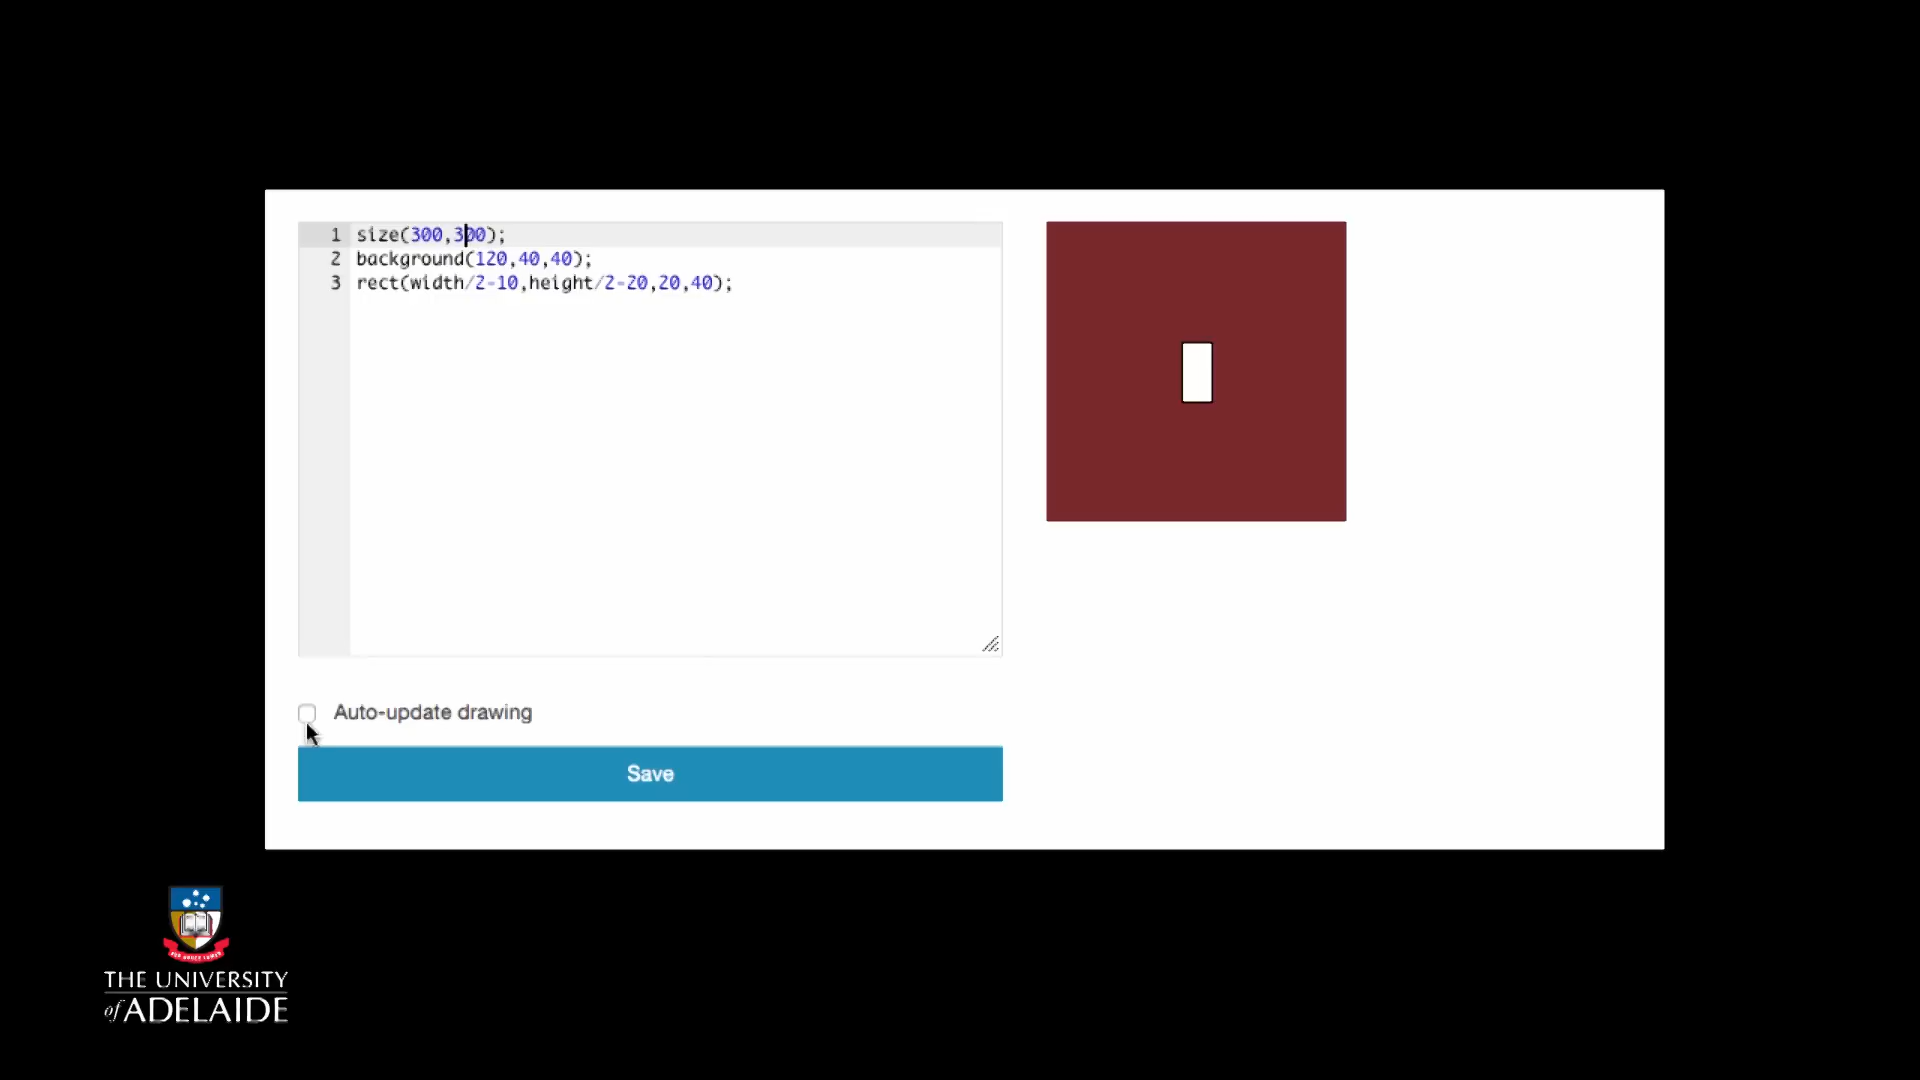 1 size(300,300);
2 background(120,40,40);
3 rect(width/2-10,height/2-20,20,40);
Auto-update drawing
Save
THE UNIVERSITY
of ADELAIDE